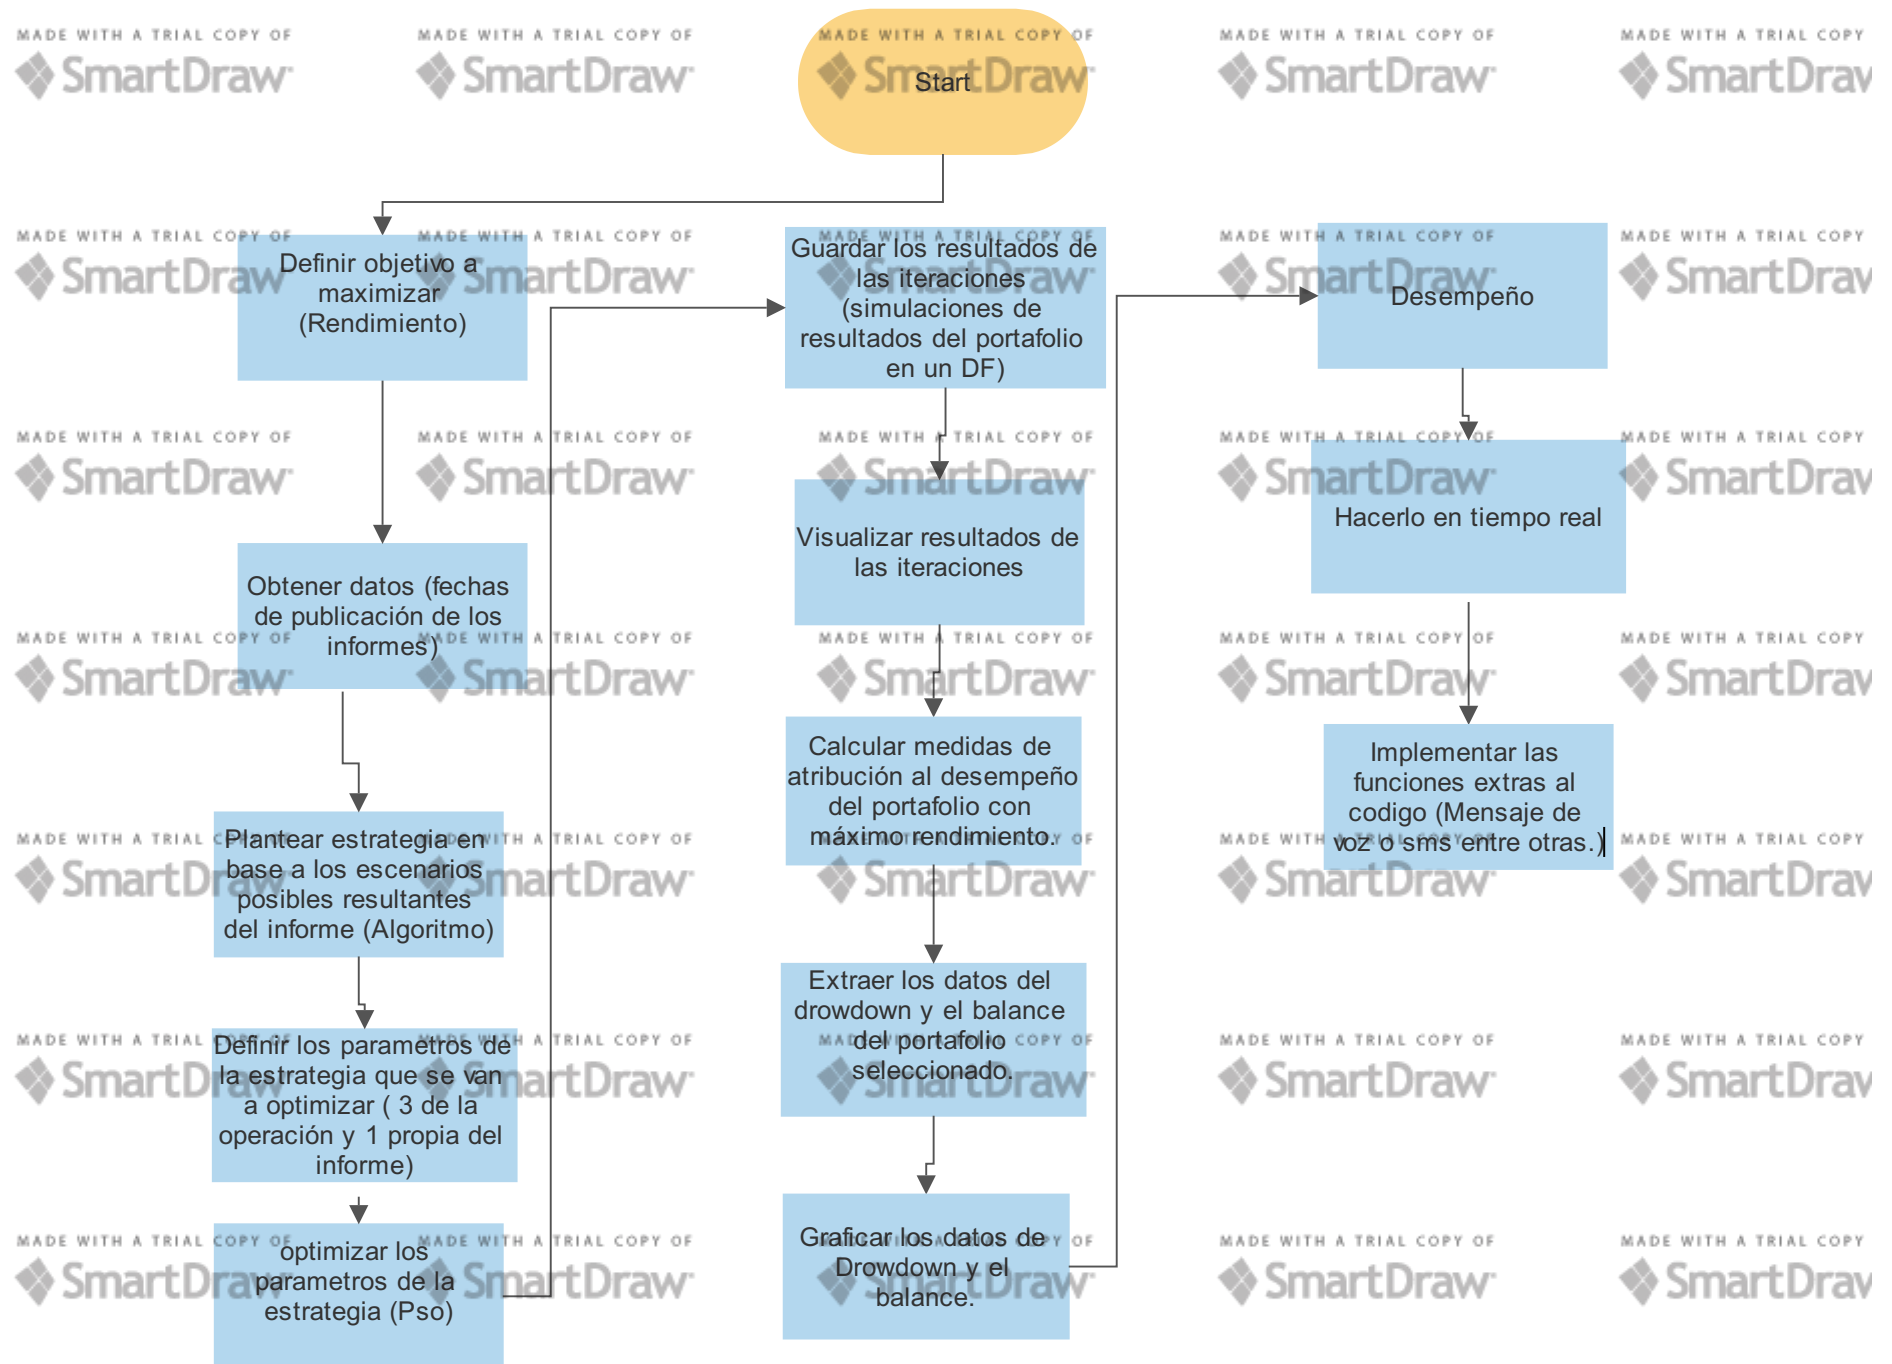 Start
Definir objetivo a
maximizar
(Rendimiento)
Obtener datos (fechas
de publicación de los
informes)
Plantear estrategia en
base a los escenarios
posibles resultantes
del informe (Algoritmo)
Definir los parametros de
la estrategia que se van
a optimizar ( 3 de la
operación y 1 propia del
informe)
optimizar los
parametros de la
estrategia (Pso)
Guardar los resultados de
las iteraciones
(simulaciones de
resultados del portafolio
en un DF)
Visualizar resultados de
las iteraciones
Calcular medidas de
atribución al desempeño
del portafolio con
máximo rendimiento.
Extraer los datos del
drowdown y el balance
del portafolio
seleccionado.
Graficar los datos de
Drowdown y el
balance.
Desempeño
Hacerlo en tiempo real
Implementar las
funciones extras al
codigo (Mensaje de
voz o sms entre otras.)
MADE WITH A TRIAL COPY OF
SmartDraw